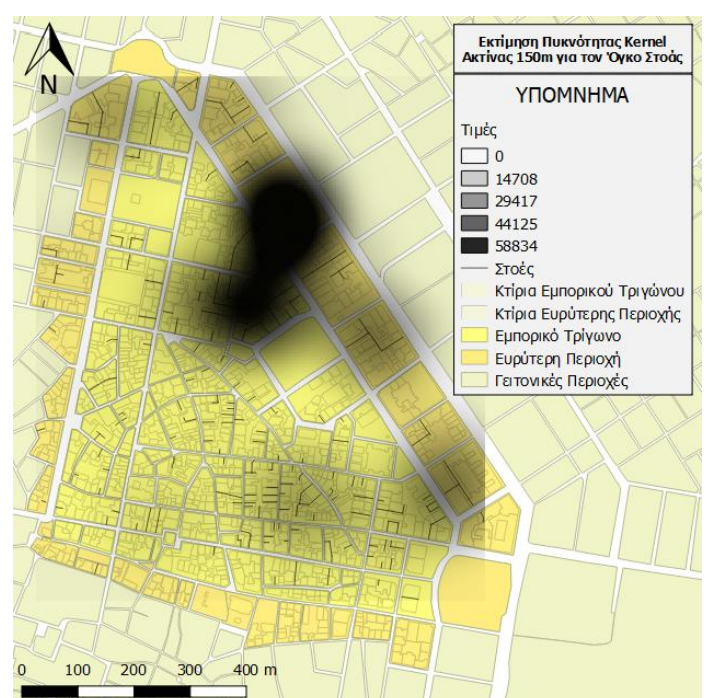 Εκτίμηση Πυκνότητας Kernel
Ακτίνας 150m για τον Όγκο Στοάς
ΥΠΟΜΝΗΜΑ
Τιμές
0
14708
29417
44125
58834
Στοές
Κτίρια Εμπορικού Τριγώνου
Κτίρια Ευρύτερης Περιοχής
Εμπορικό Τρίγωνο
Ευρύτερη Περιοχή
Γειτονικές Περιοχές
N
0 100 200 300 400 m